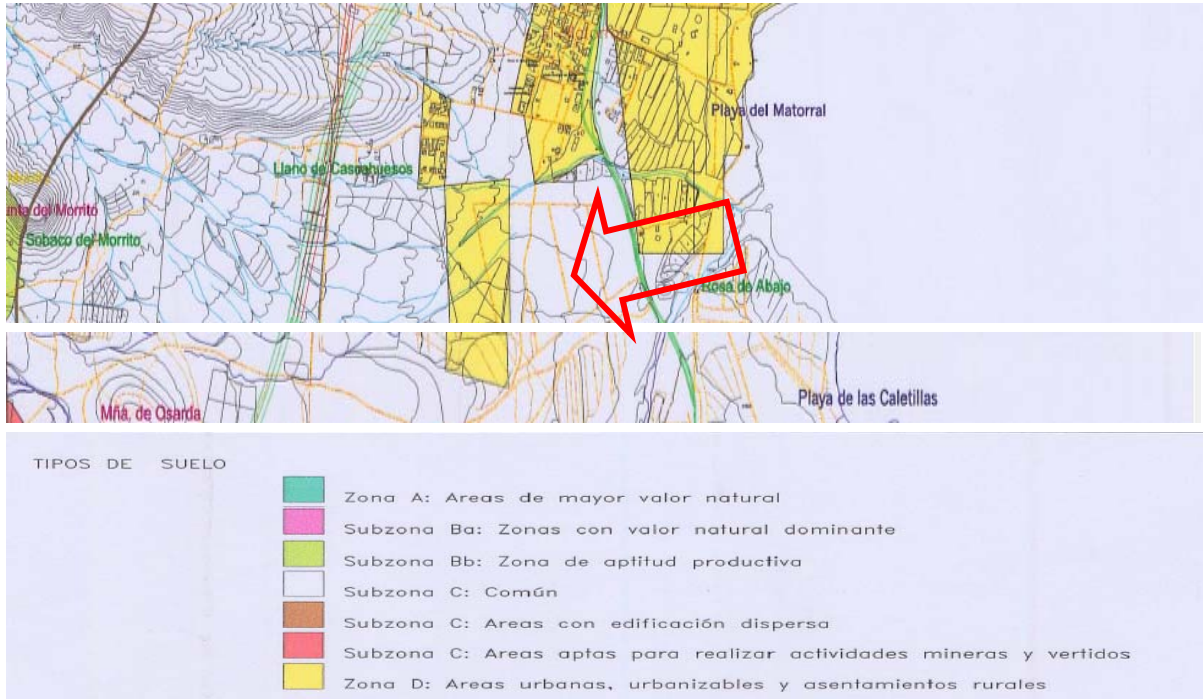 Playa del Matorral
Llano de Cascahuesos
Morrito
Sobaco del Morrito
Rosa de Abajo
Mña. de Osarda
Playa de las Caletillas
TIPOS DE SUELO
Zona A: Areas de mayor valor natural
Subzona Ba: Zonas con valor natural dominante
Subzona Bb: Zona de aptitud productiva
Subzona C: Común
Subzona C: Areas con edificación dispersa
Subzona C: Areas aptas para realizar actividades mineras y vertidos
Zona D: Areas urbanas, urbanizables y asentamientos rurales